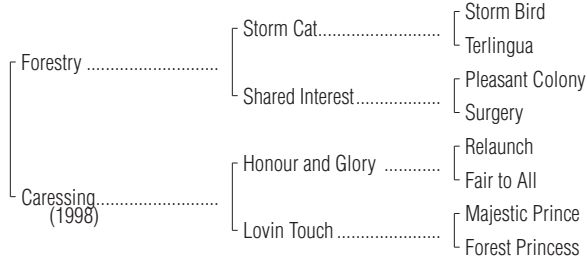 Storm Bird
Storm Cat..............................
Terlingua
Forestry ................................
Pleasant Colony
Shared Interest.....................
Surgery
Relaunch
Honour and Glory ............
Fair to All
Caressing..............................
(1998)
Majestic Prince
Lovin Touch ..........................
Forest Princess